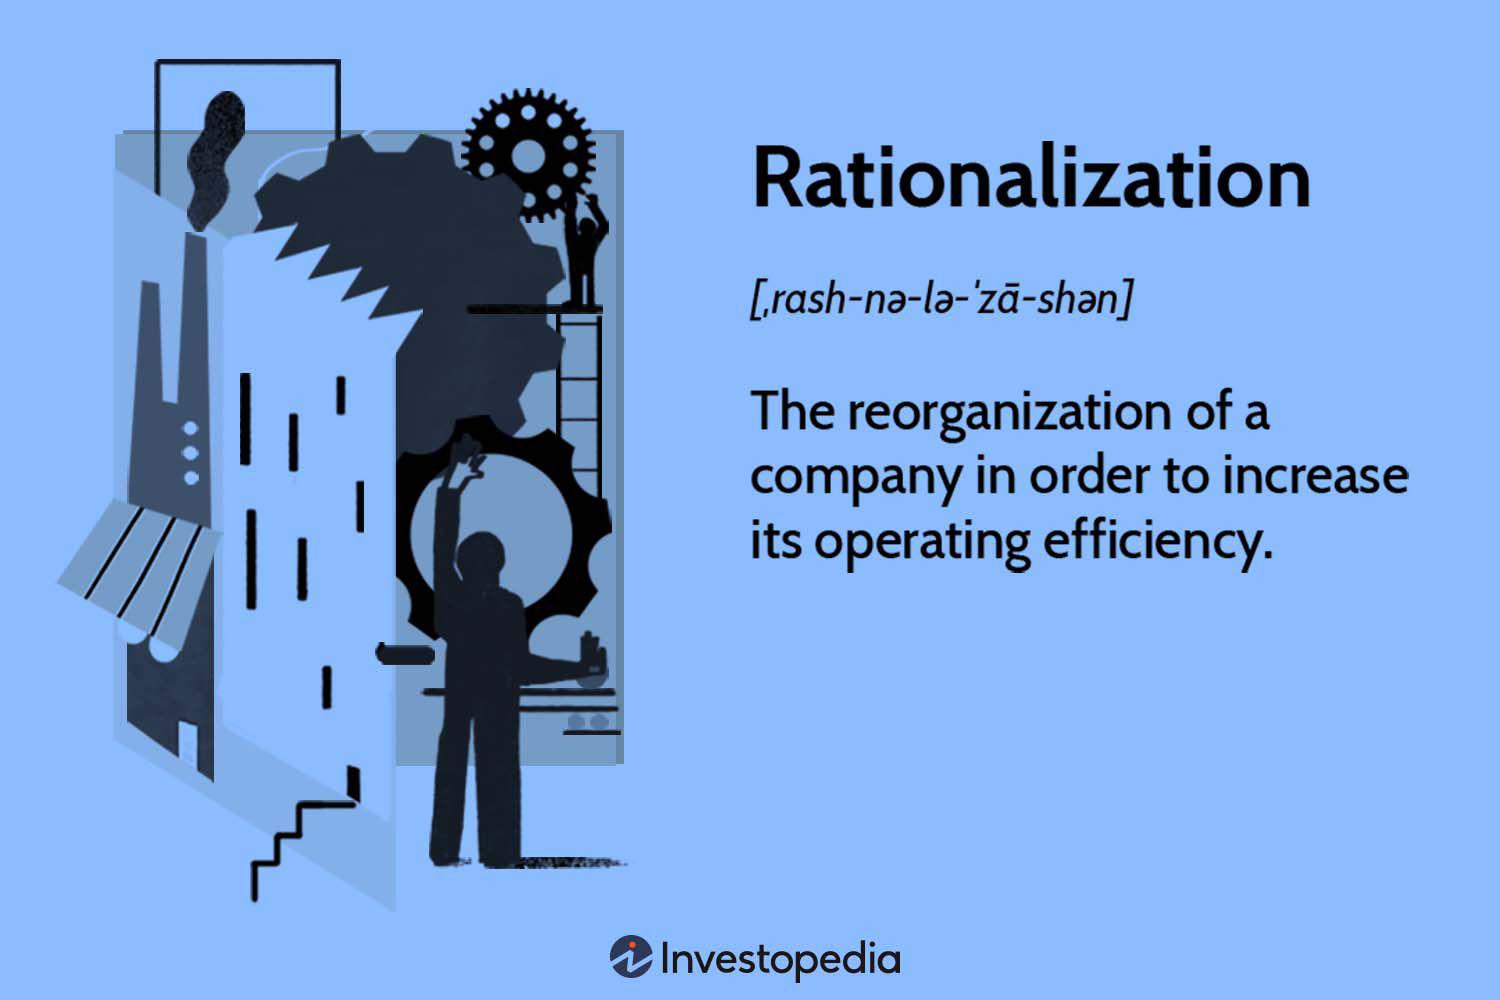 Rationalization
[ˌrash-nə-lə-ˈzā-shən]
The reorganization of a
company in order to increase
its operating efficiency.
Investopedia